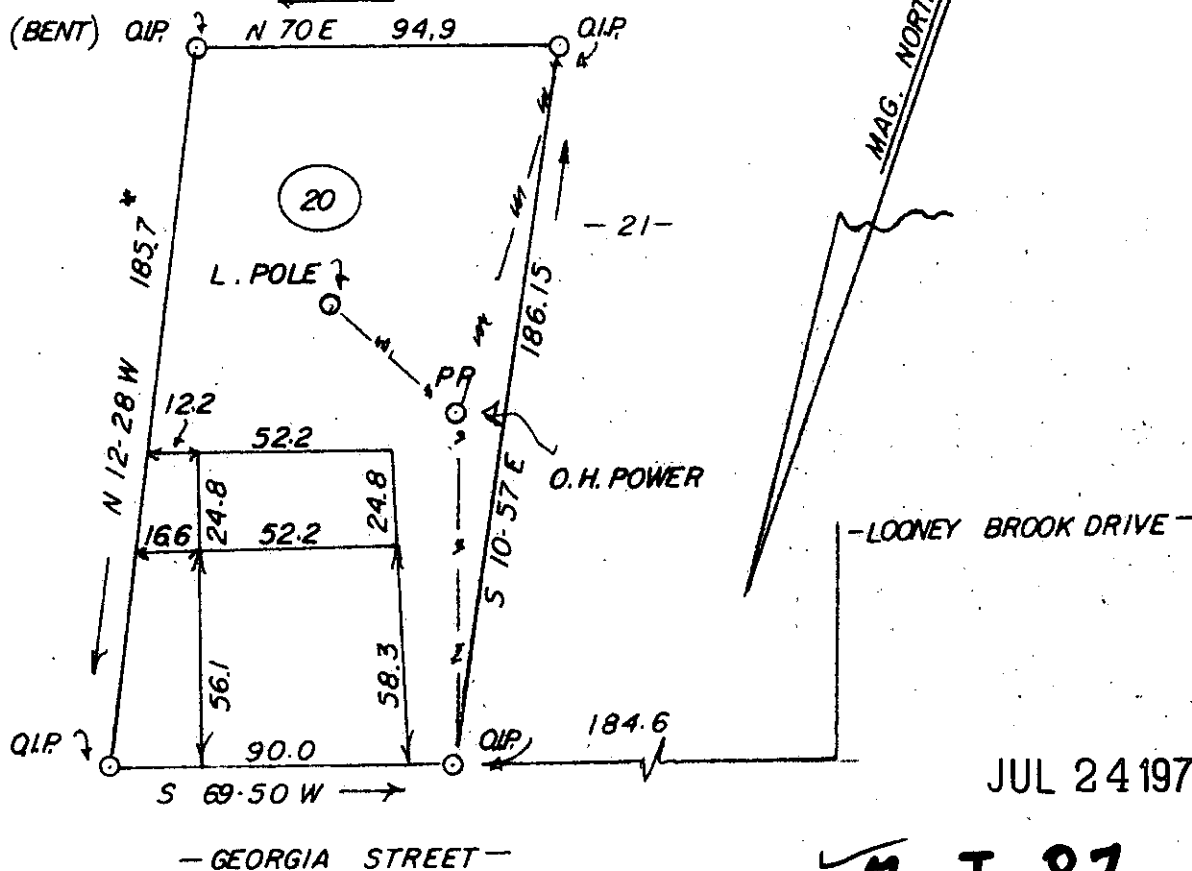 (BENT) O.I.P. N 70 E 94.9 O.I.P.
MAG. NORTH
20
185.7*
- 21 -
L. POLE
186.15
PP
N 12-28 W
12.2
52.2
O.H. POWER
24.8
24.8
16.6
52.2
S 10-57 E
-LOONEY BROOK DRIVE-
56.1
58.3
O.I.P.
90.0
O.I.P.
184.6
S 69-50 W
JUL 24 197
-GEORGIA STREET-